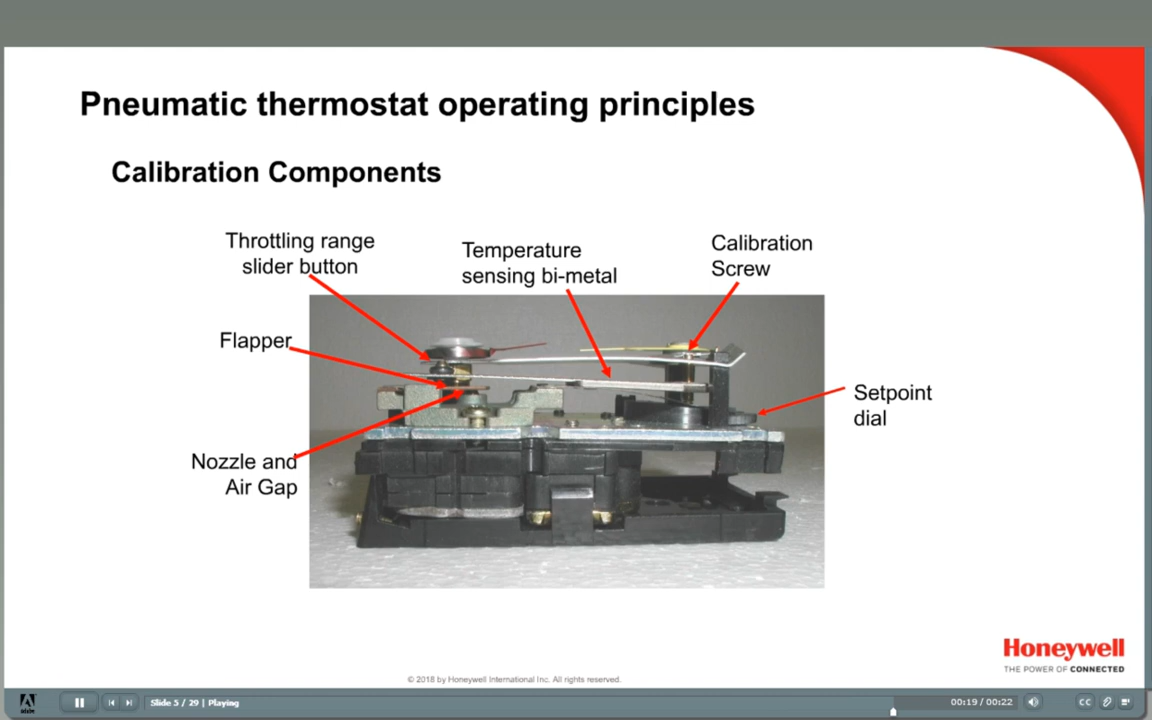 Pneumatic thermostat operating principles
Calibration Components
Throttling range
slider button
Temperature
sensing bi-metal
Calibration
Screw
Flapper
Setpoint
dial
Nozzle and
Air Gap
Honeywell
THE POWER OF CONNECTED
© 2018 by Honeywell International Inc. All rights reserved.
Adobe
Slide 5 / 29 | Playing
00:19 / 00:22
CC